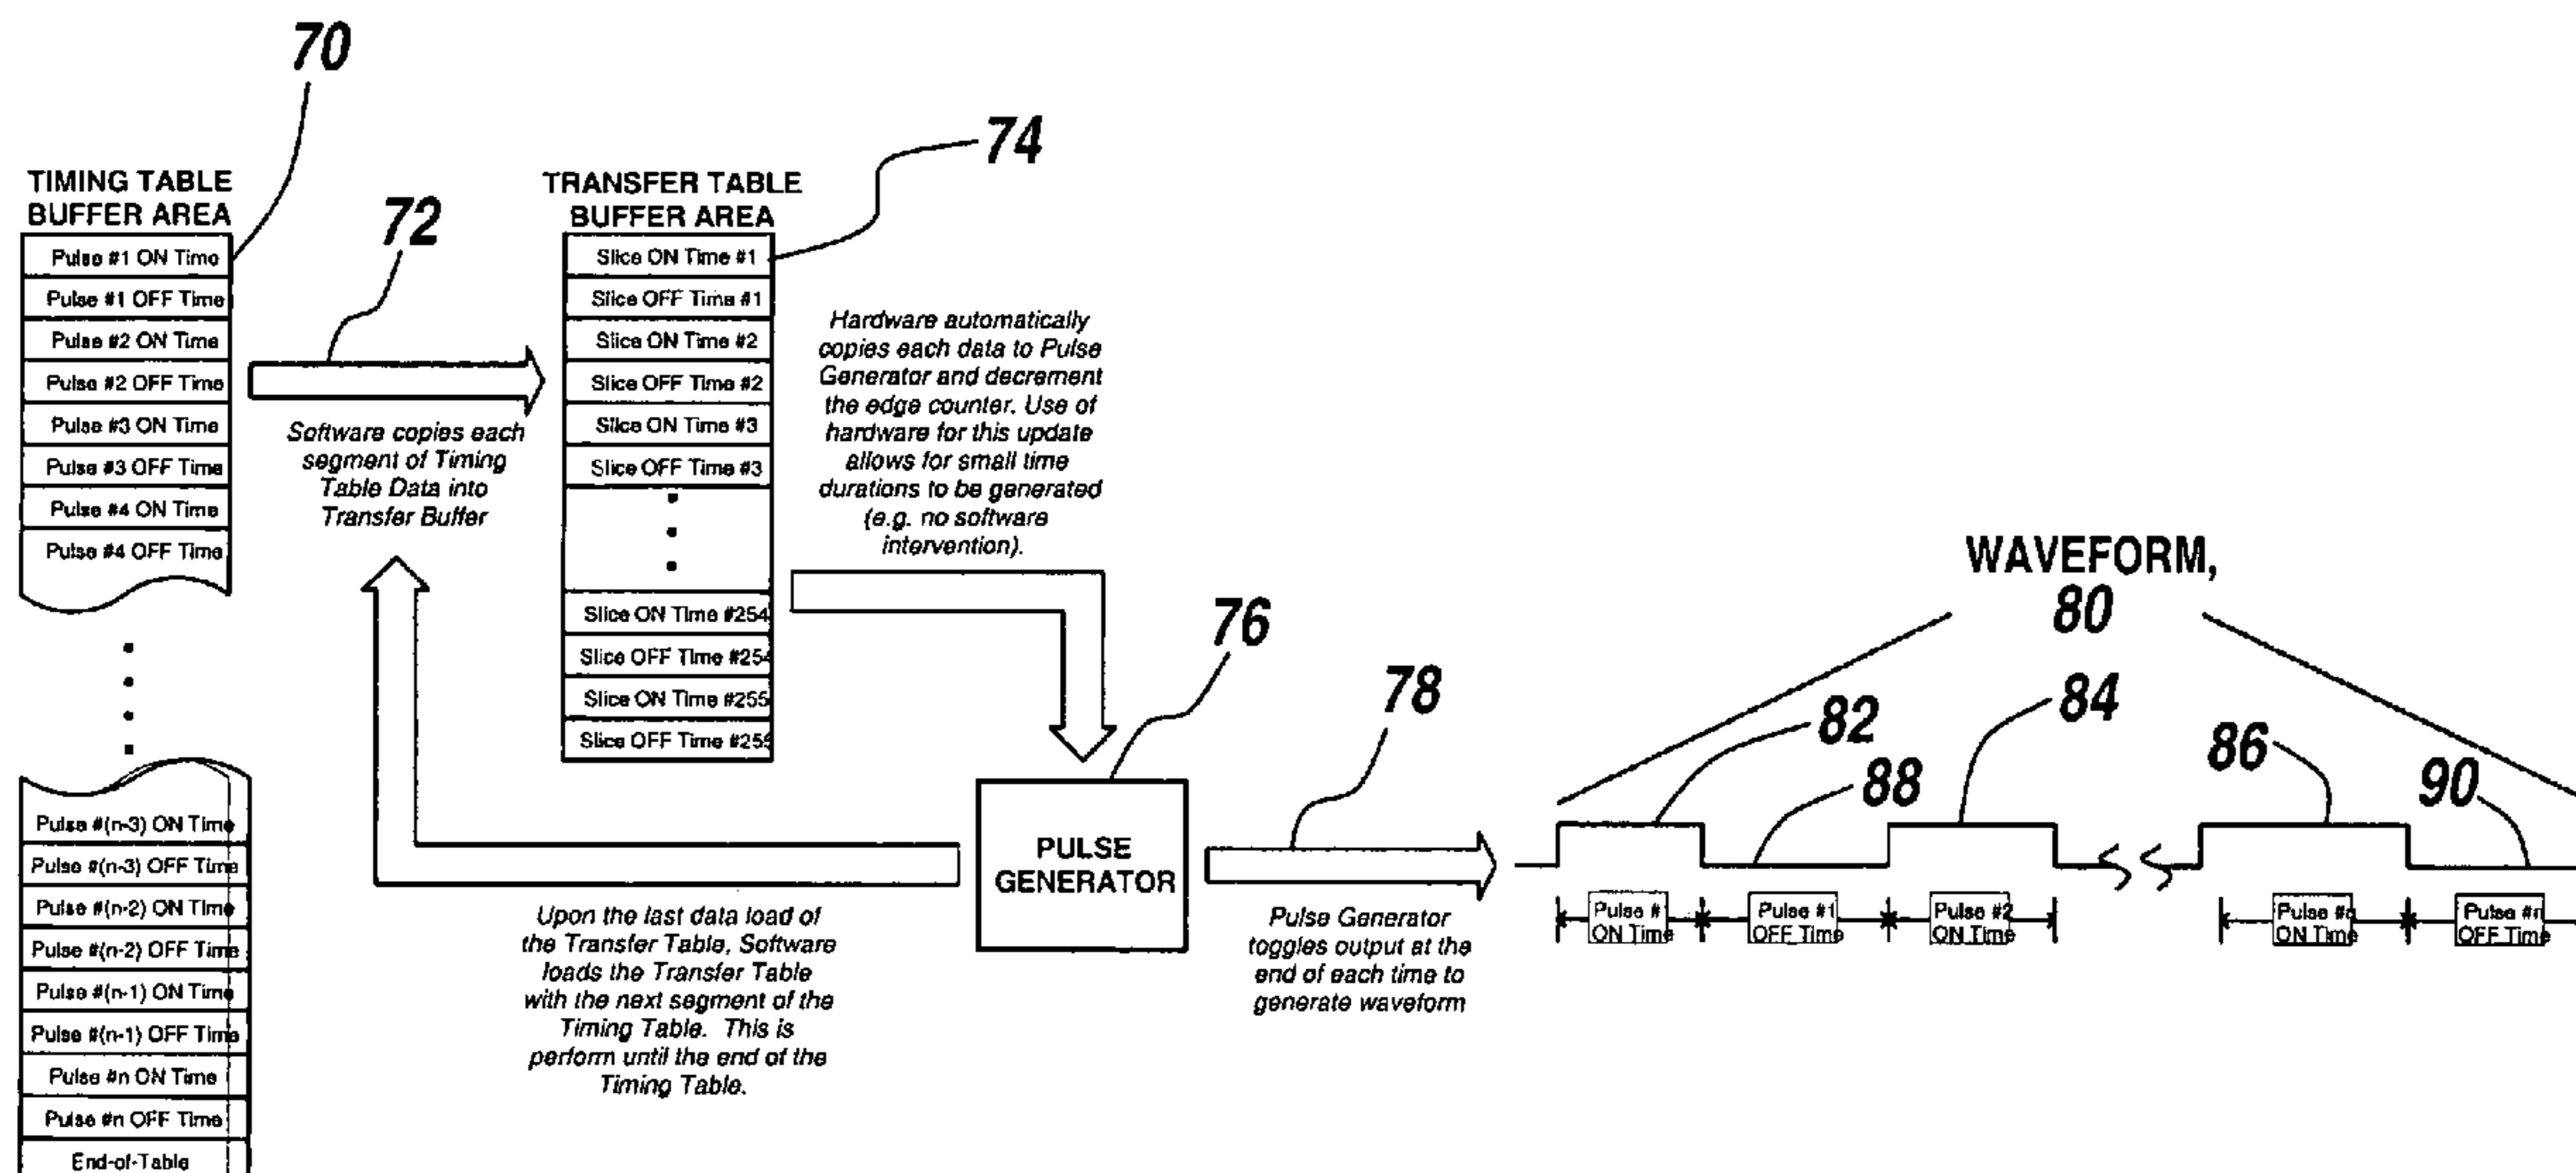 70
TIMING TABLE
BUFFER AREA
Pulse #1 ON Time
Pulse #1 OFF Time
Pulse #2 ON Time
Pulse #2 OFF Time
Pulse #3 ON Time
Pulse #3 OFF Time
Pulse #4 ON Time
Pulse #4 OFF Time
Pulse #(n-3) ON Time
Pulse #(n-3) OFF Time
Pulse #(n-2) ON Time
Pulse #(n-2) OFF Time
Pulse #(n-1) ON Time
Pulse #(n-1) OFF Time
Pulse #n ON Time
Pulse #n OFF Time
End-of-Table
72
Software copies each
segment of Timing
Table Data into
Transfer Buffer
74
TRANSFER TABLE
BUFFER AREA
Slice ON Time #1
Slice OFF Time #1
Slice ON Time #2
Slice OFF Time #2
Slice ON Time #3
Slice OFF Time #3
Slice ON Time #254
Slice OFF Time #254
Slice ON Time #255
Slice OFF Time #255
Hardware automatically
copies each data to Pulse
Generator and decrement
the edge counter. Use of
hardware for this update
allows for small time
durations to be generated
(e.g. no software
intervention).
76
PULSE
GENERATOR
Upon the last data load of
the Transfer Table, Software
loads the Transfer Table
with the next segment of the
Timing Table. This is
perform until the end of the
Timing Table.
78
Pulse Generator
toggles output at the
end of each time to
generate waveform
WAVEFORM,
80
82
84
86
88
90
Pulse #
ON Time
Pulse #1
OFF Time
Pulse #2
ON Time
Pulse #n
ON Time
Pulse #n
OFF Time